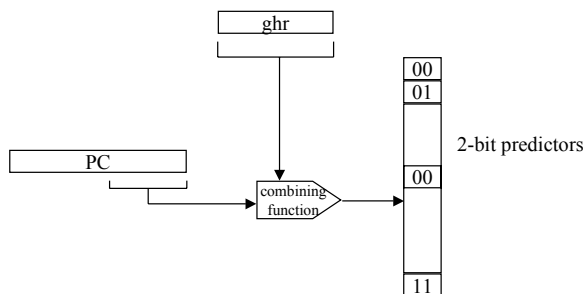 ghr
00
01
2-bit predictors
PC
00
combining
function
11